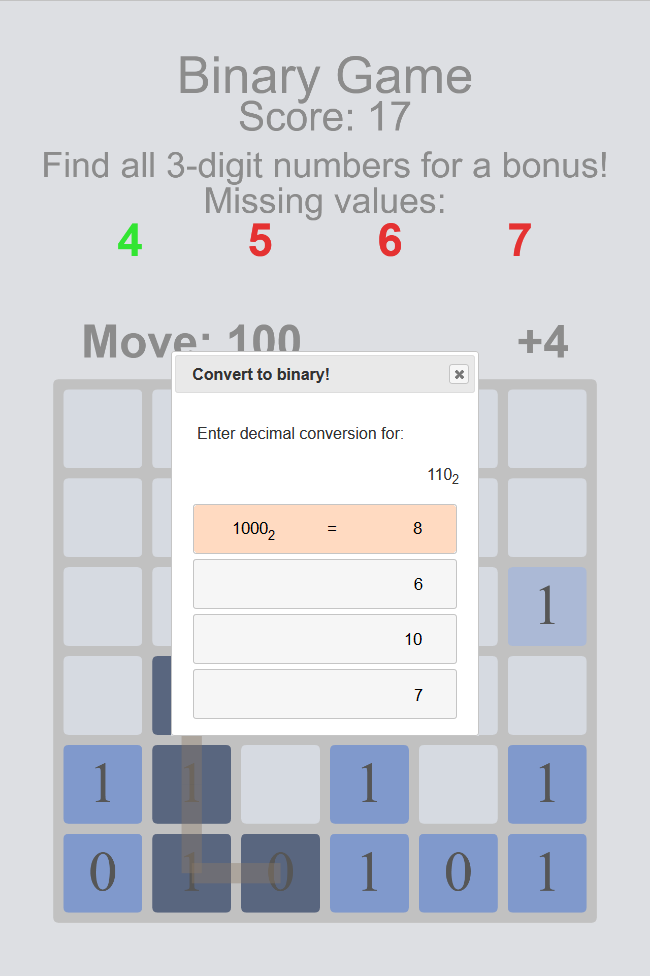 Binary Game
Score: 17
Find all 3-digit numbers for a bonus!
Missing values:
4 5 6 7
Move: 100 +4
Convert to binary!
Enter decimal conversion for:
110₂
1000₂ = 8
6
10
7
1
1 1 1 1
0 1 0 1 0 1